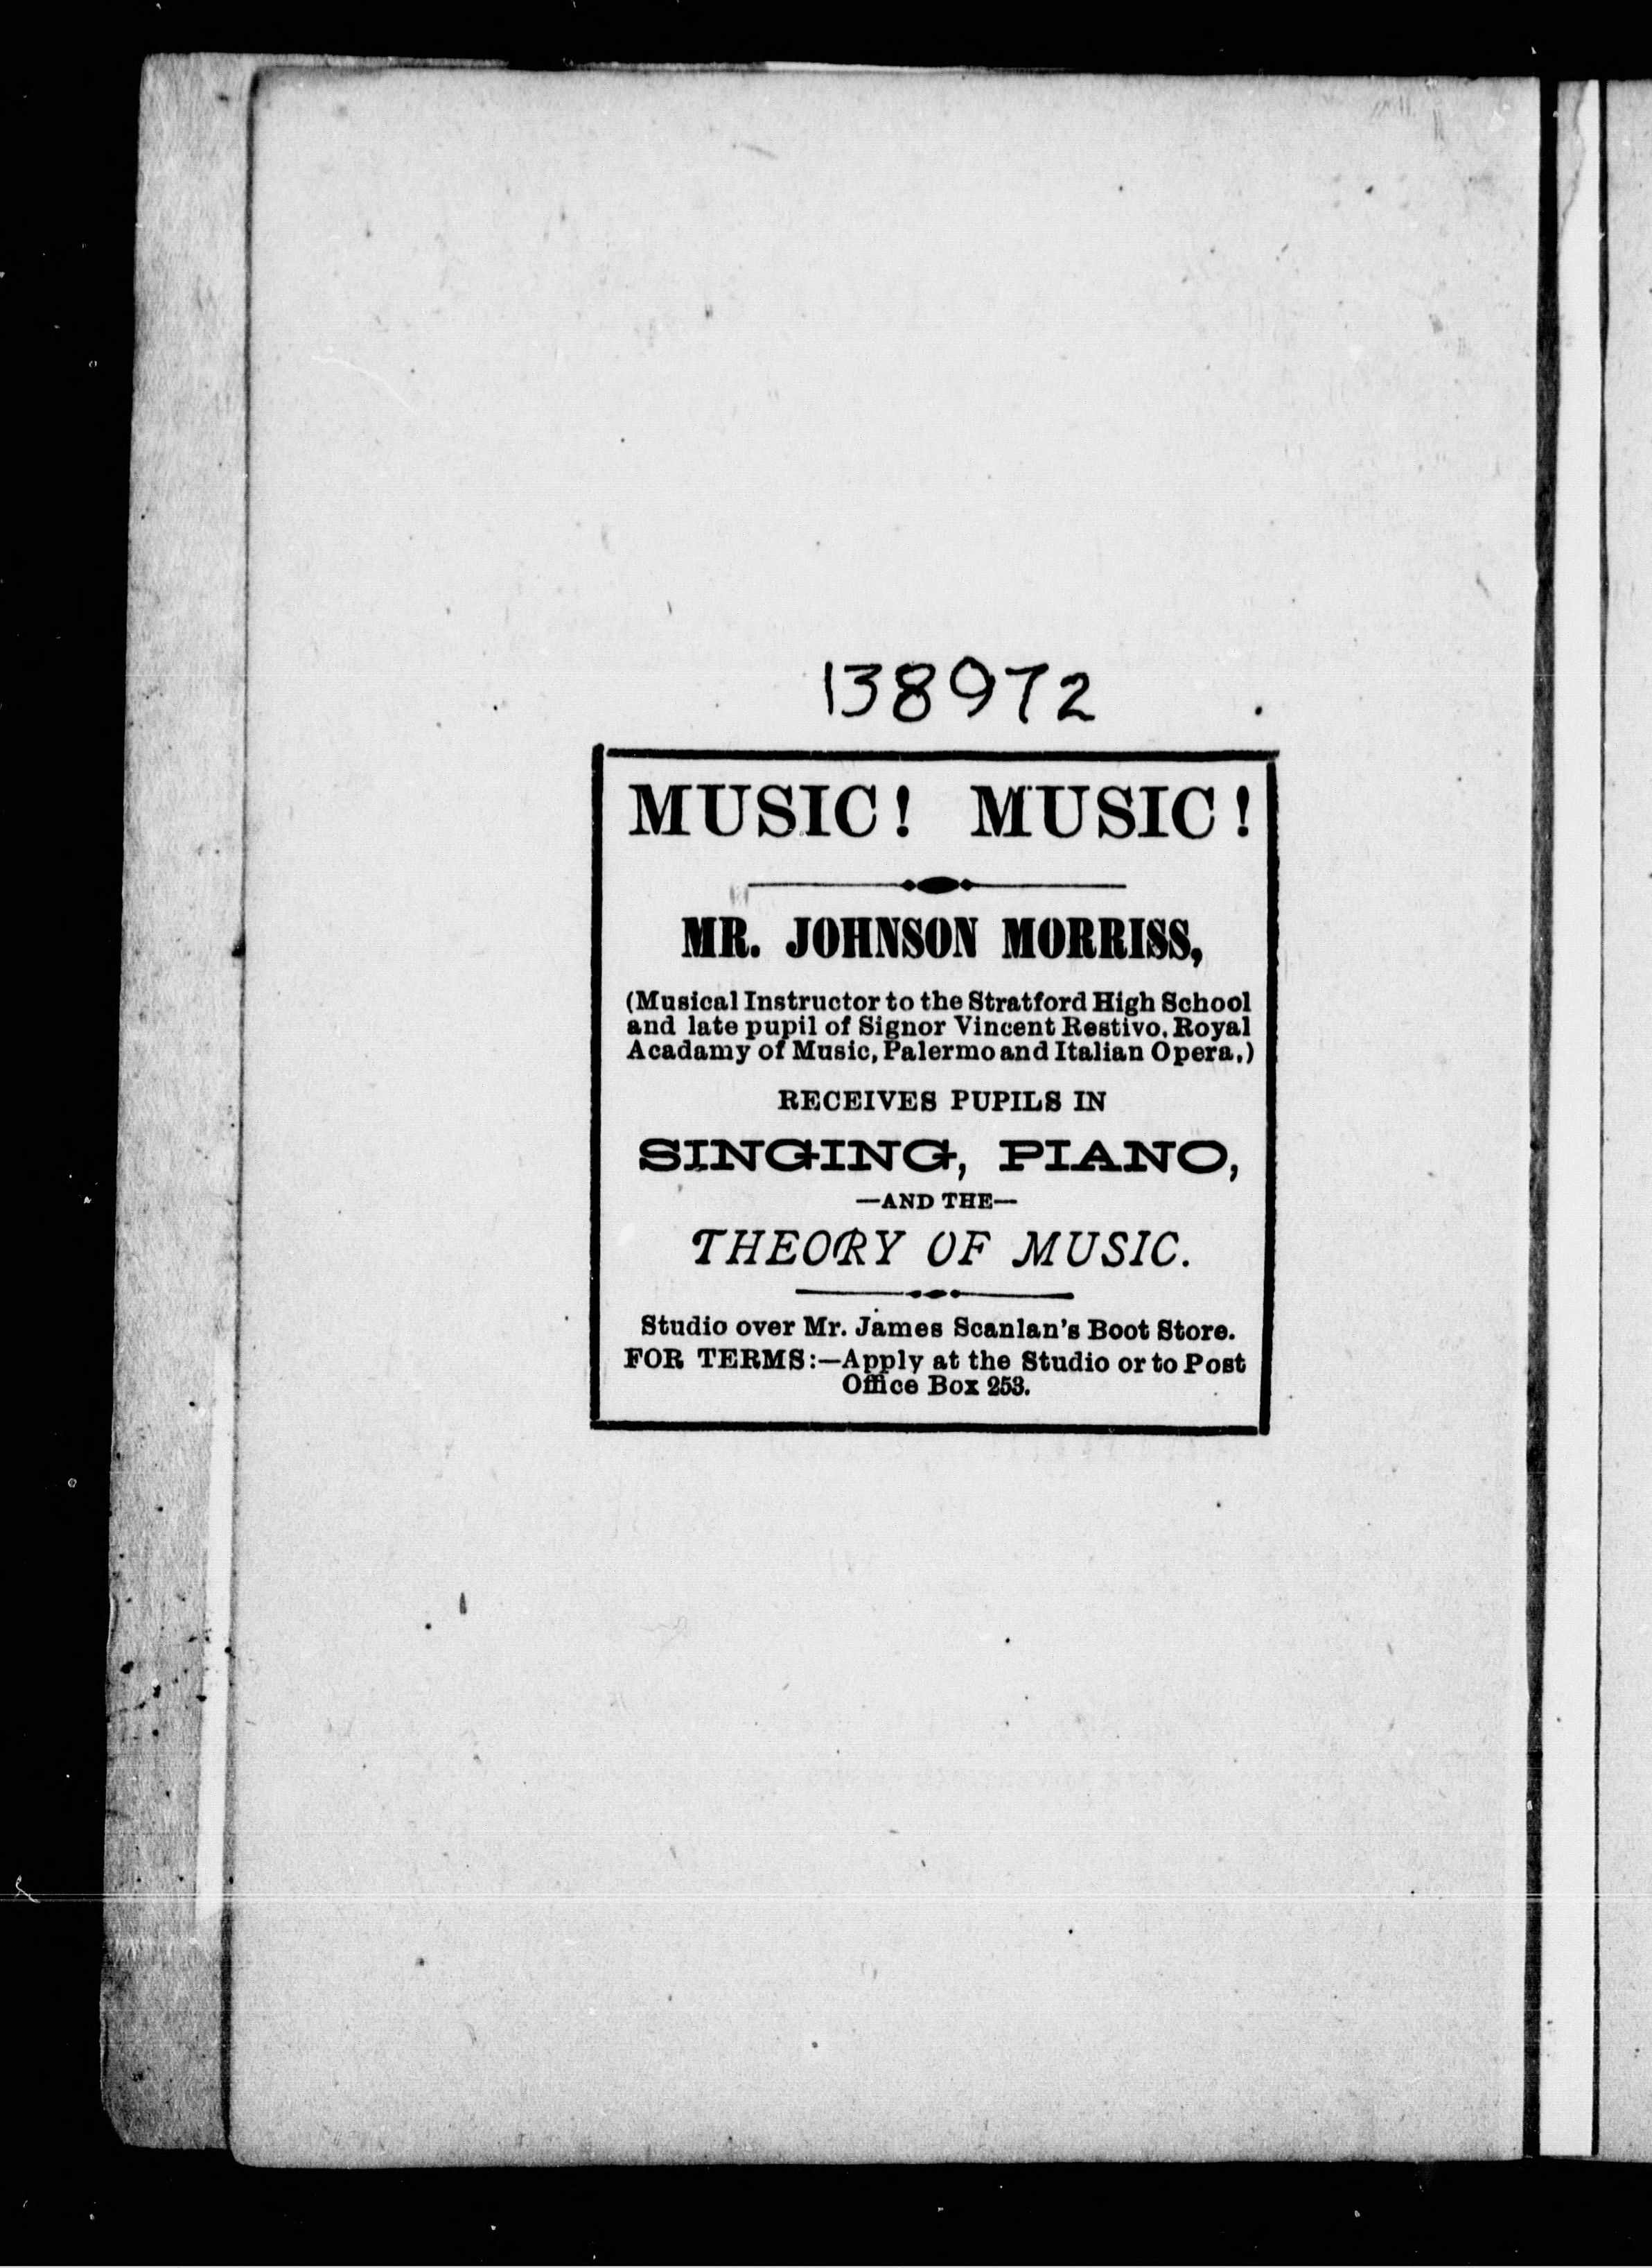 138972
MUSIC! MUSIC!
MR. JOHNSON MORRISS,
(Musical Instructor to the Stratford High School
and late pupil of Signor Vincent Restivo, Royal
Acadamy of Music, Palermo and Italian Opera,)
RECEIVES PUPILS IN
SINGING, PIANO,
—AND THE—
THEORY OF MUSIC.
Studio over Mr. James Scanlan's Boot Store.
FOR TERMS:—Apply at the Studio or to Post
Office Box 253.